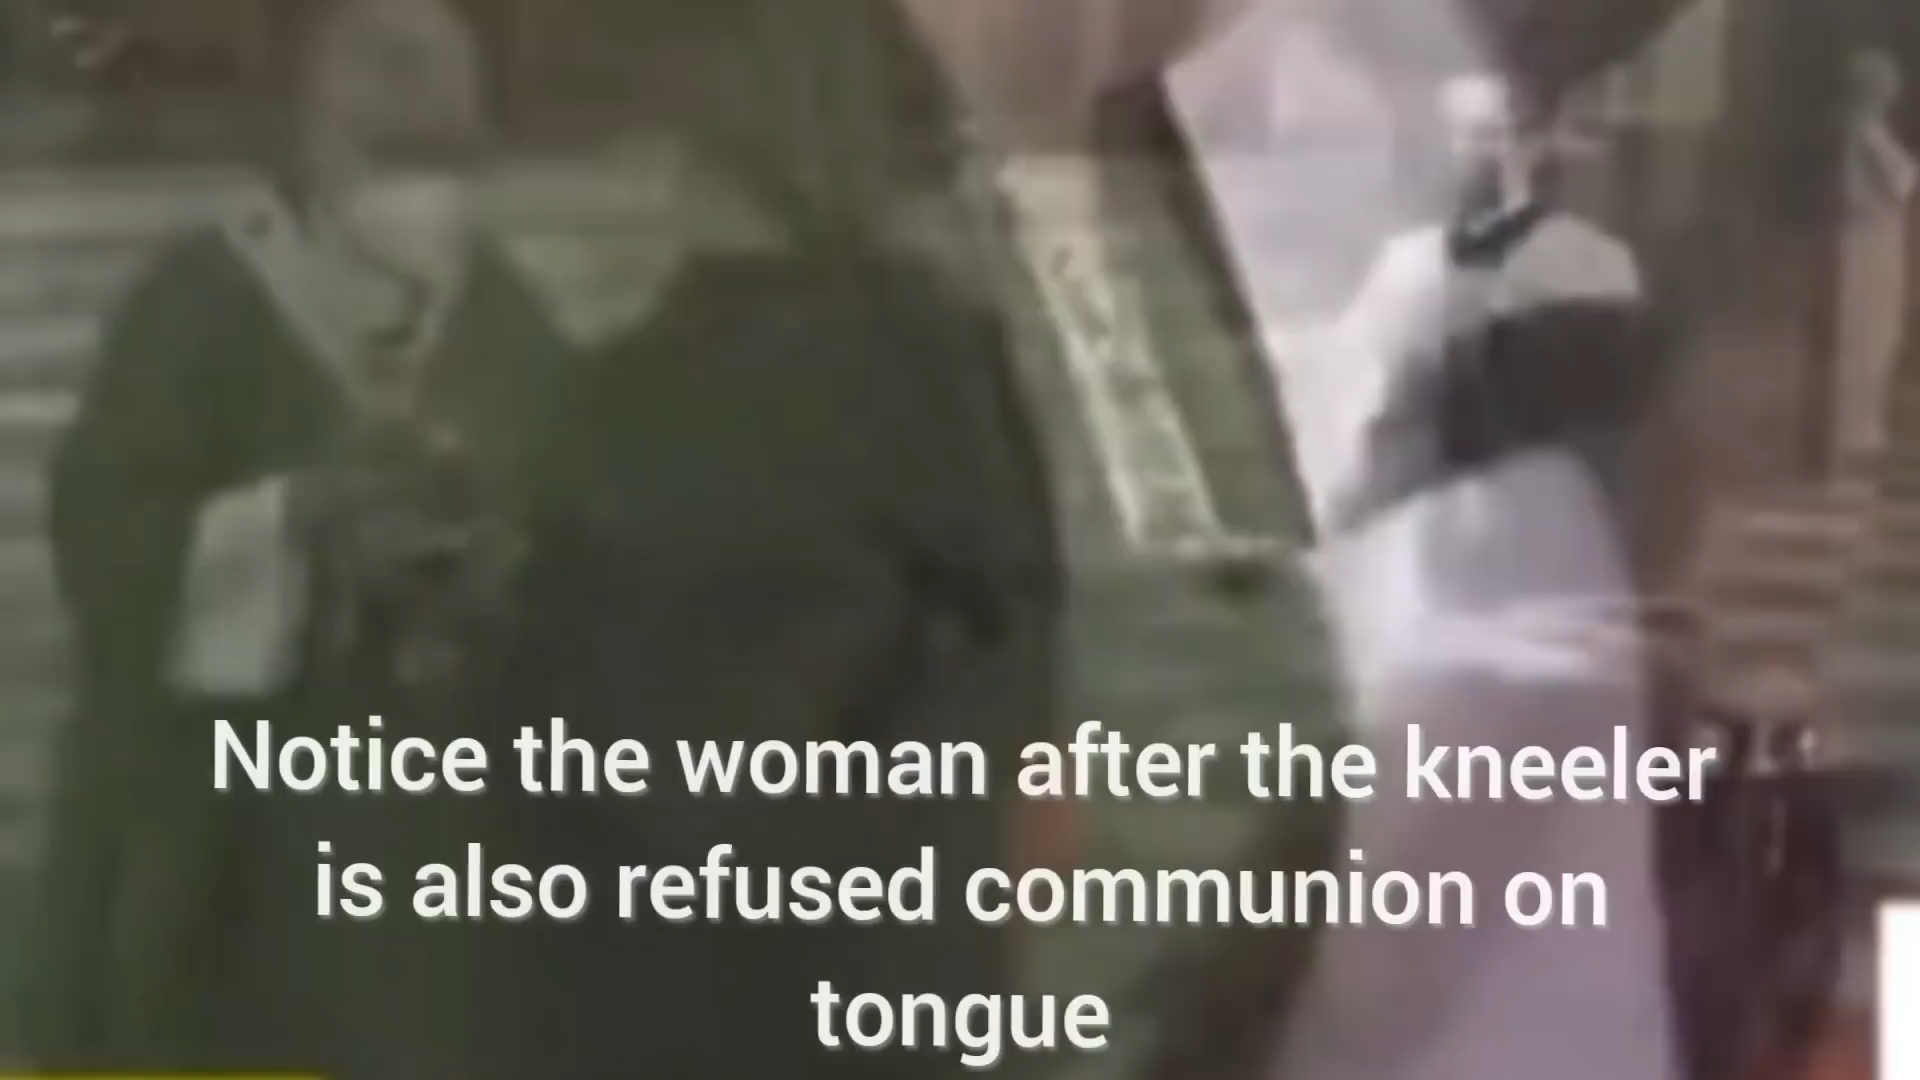 Notice the woman after the kneeler
is also refused communion on
tongue